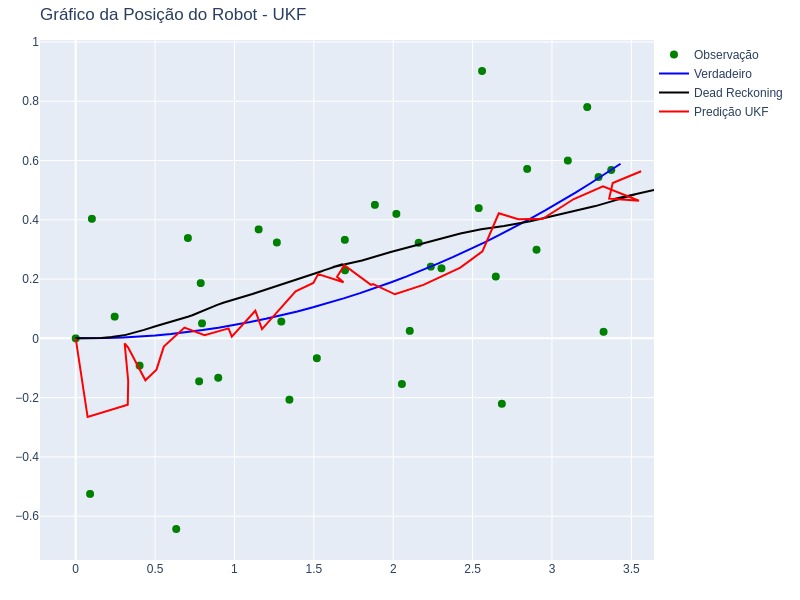 Gráfico da Posição do Robot - UKF
1
0.8
0.6
0.4
0.2
0
−0.2
−0.4
−0.6
0 0.5 1 1.5 2 2.5 3 3.5
Observação
Verdadeiro
Dead Reckoning
Predição UKF